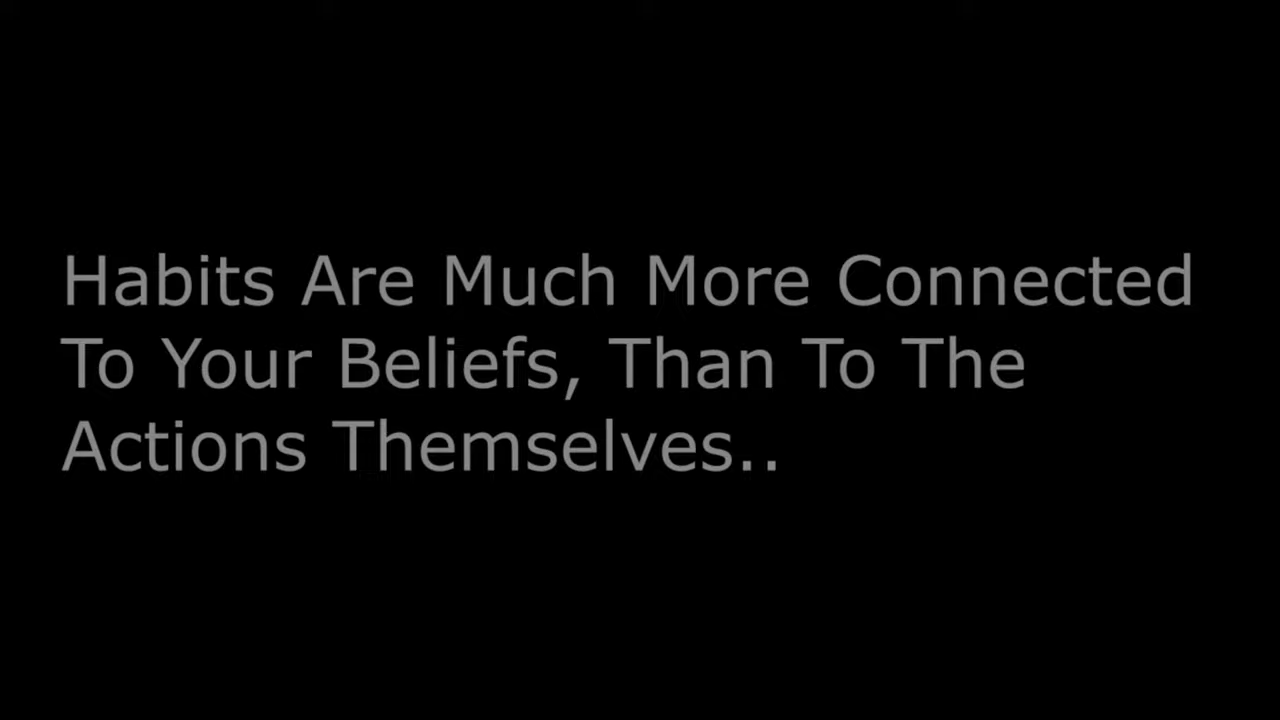 Habits Are Much More Connected
To Your Beliefs, Than To The
Actions Themselves..